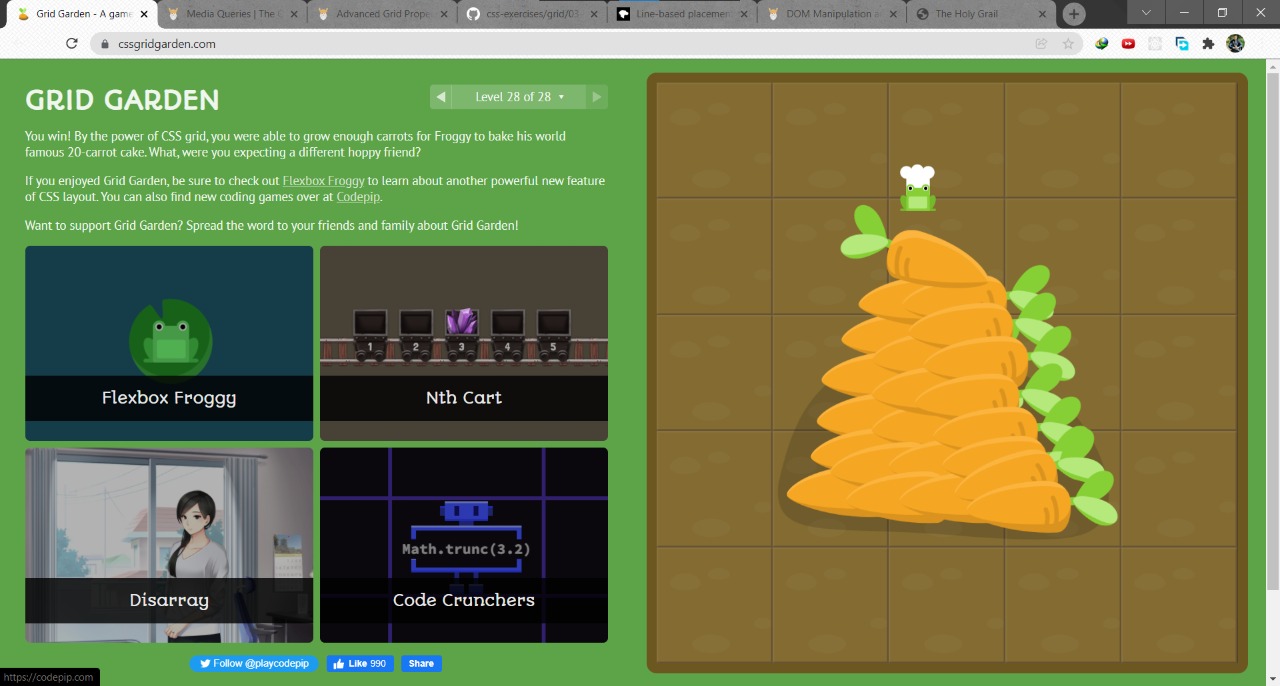 Grid Garden - A game
Media Queries | The
Advanced Grid Prope
css-exercises/grid/03
Line-based placemen
DOM Manipulation a
The Holy Grail
cssgridgarden.com
GRID GARDEN
Level 28 of 28
You win! By the power of CSS grid, you were able to grow enough carrots for Froggy to bake his world
famous 20-carrot cake. What, were you expecting a different hoppy friend?
If you enjoyed Grid Garden, be sure to check out Flexbox Froggy to learn about another powerful new feature
of CSS layout. You can also find new coding games over at Codepip.
Want to support Grid Garden? Spread the word to your friends and family about Grid Garden!
Flexbox Froggy
1 2 3 4 5
Nth Cart
Disarray
Math.trunc(3.2)
Code Crunchers
Follow @playcodepip
Like 990
Share
https://codepip.com